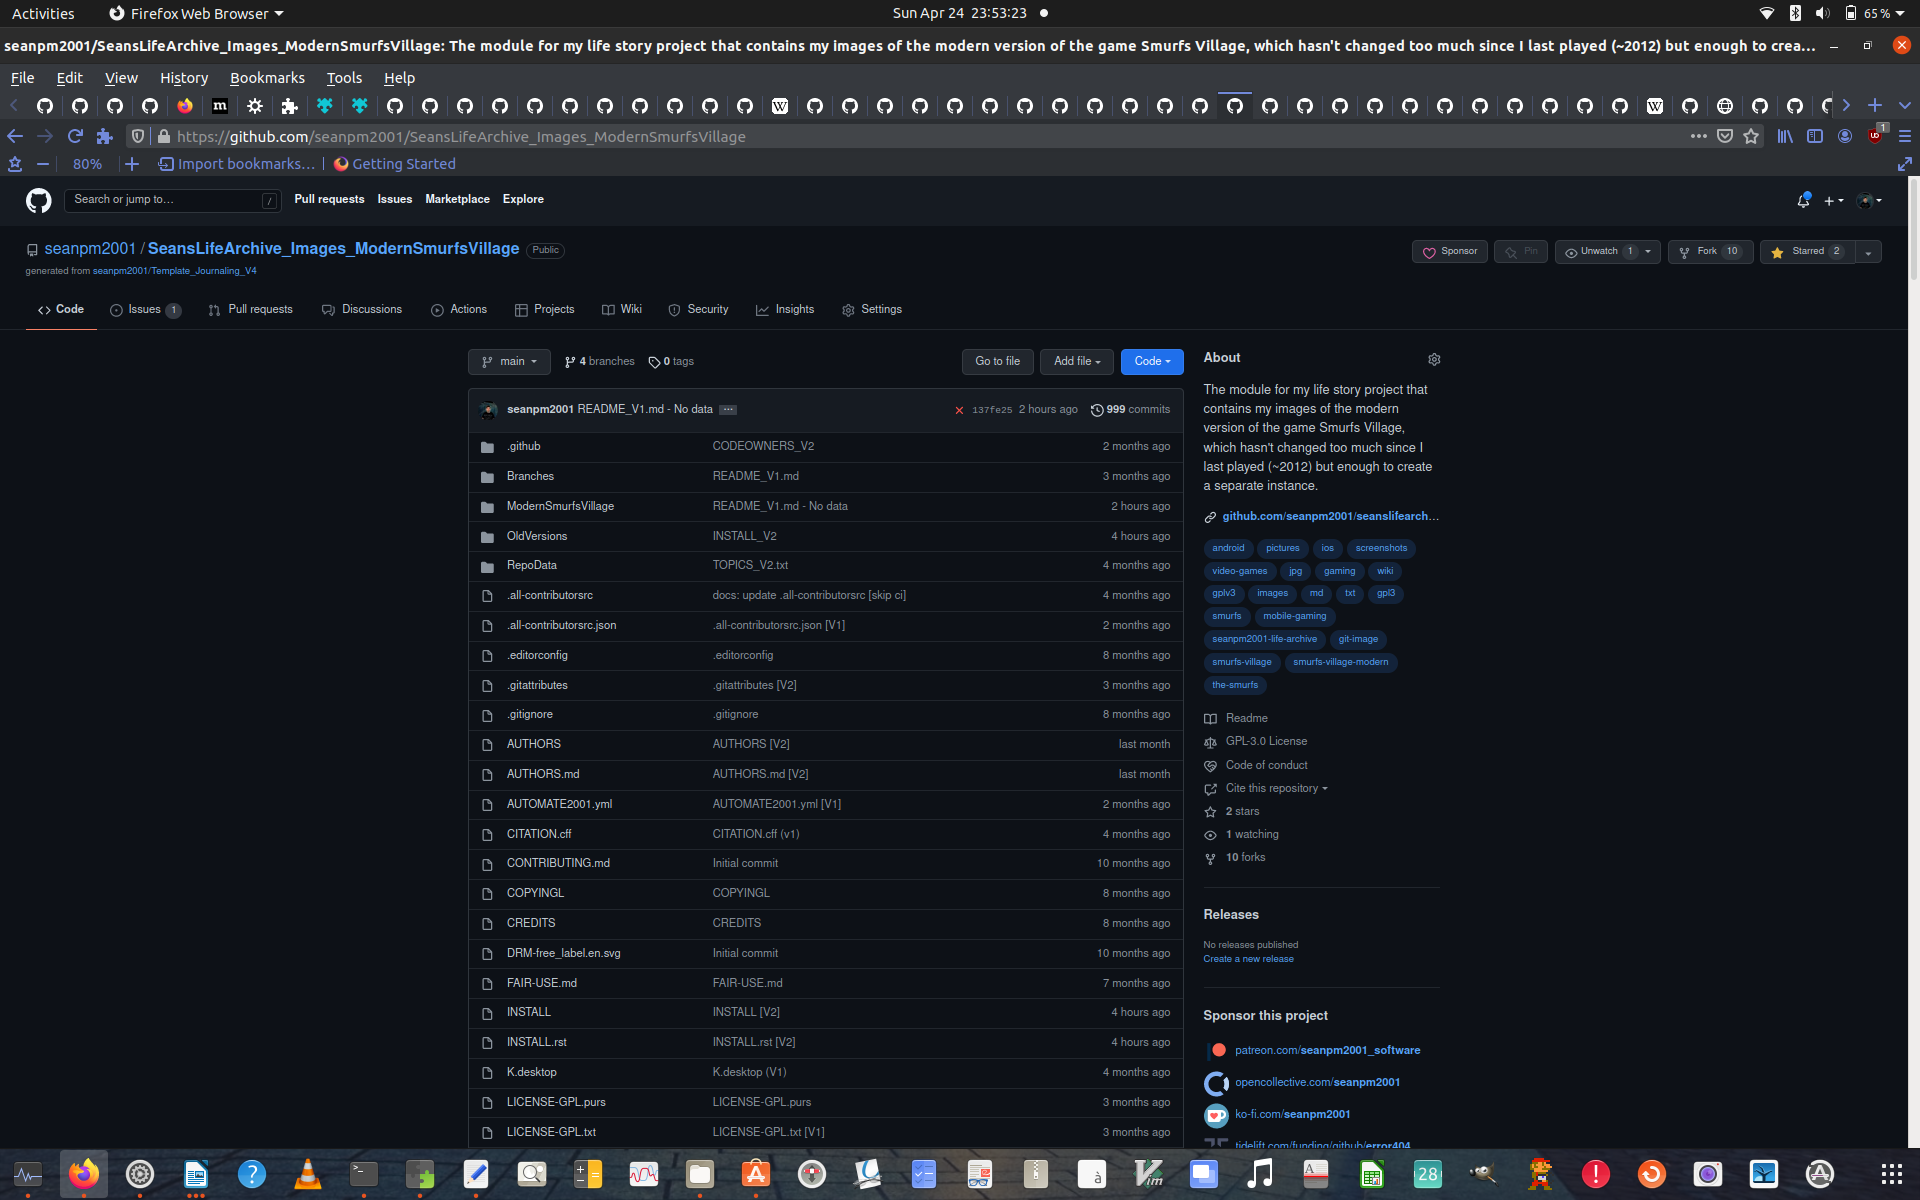 Activities Firefox Web Browser Sun Apr 24 23:53:23 65 %
seanpm2001/SeansLifeArchive_Images_ModernSmurfsVillage: The module for my life story project that contains my images of the modern version of the game Smurfs Village, which hasn't changed too much since I last played (~2012) but enough to crea…
File Edit View History Bookmarks Tools Help
https://github.com/seanpm2001/SeansLifeArchive_Images_ModernSmurfsVillage 1
80% Import bookmarks… Getting Started
Search or jump to… / Pull requests Issues Marketplace Explore
seanpm2001 / SeansLifeArchive_Images_ModernSmurfsVillage Public Sponsor Pin Unwatch 1 Fork 10 Starred 2
generated from seanpm2001/Template_Journaling_V4
Code Issues 1 Pull requests Discussions Actions Projects Wiki Security Insights Settings
main 4 branches 0 tags Go to file Add file Code
seanpm2001 README_V1.md - No data 137fe25 2 hours ago 999 commits
.github CODEOWNERS_V2 2 months ago
Branches README_V1.md 3 months ago
ModernSmurfsVillage README_V1.md - No data 2 hours ago
OldVersions INSTALL_V2 4 hours ago
RepoData TOPICS_V2.txt 4 months ago
.all-contributorsrc docs: update .all-contributorsrc [skip ci] 4 months ago
.all-contributorsrc.json .all-contributorsrc.json [V1] 2 months ago
.editorconfig .editorconfig 8 months ago
.gitattributes .gitattributes [V2] 3 months ago
.gitignore .gitignore 8 months ago
AUTHORS AUTHORS [V2] last month
AUTHORS.md AUTHORS.md [V2] last month
AUTOMATE2001.yml AUTOMATE2001.yml [V1] 2 months ago
CITATION.cff CITATION.cff (v1) 4 months ago
CONTRIBUTING.md Initial commit 10 months ago
COPYINGL COPYINGL 8 months ago
CREDITS CREDITS 8 months ago
DRM-free_label.en.svg Initial commit 10 months ago
FAIR-USE.md FAIR-USE.md 7 months ago
INSTALL INSTALL [V2] 4 hours ago
INSTALL.rst INSTALL.rst [V2] 4 hours ago
K.desktop K.desktop (V1) 4 months ago
LICENSE-GPL.purs LICENSE-GPL.purs 3 months ago
LICENSE-GPL.txt LICENSE-GPL.txt [V1] 3 months ago
About
The module for my life story project that
contains my images of the modern
version of the game Smurfs Village,
which hasn't changed too much since I
last played (~2012) but enough to create
a separate instance.
github.com/seanpm2001/seanslifearch…
android pictures ios screenshots
video-games jpg gaming wiki
gplv3 images md txt gpl3
smurfs mobile-gaming
seanpm2001-life-archive git-image
smurfs-village smurfs-village-modern
the-smurfs
Readme
GPL-3.0 License
Code of conduct
Cite this repository
2 stars
1 watching
10 forks
Releases
No releases published
Create a new release
Sponsor this project
patreon.com/seanpm2001_software
opencollective.com/seanpm2001
ko-fi.com/seanpm2001
tidelift.com/funding/github/error404
28